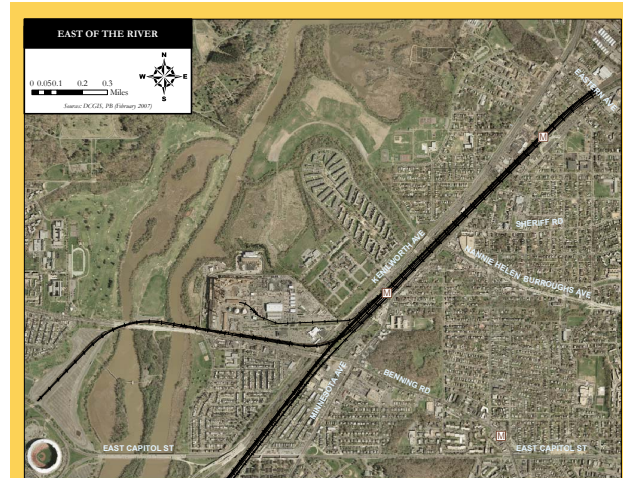 EAST OF THE RIVER
N
W E
S
0 0.05 0.1 0.2 0.3
Miles
Source: DCGIS, PB (February 2007)
EASTERN AVE
M
SHERIFF RD
KENILWORTH AVE
NANNIE HELEN BURROUGHS AVE
M
MINNESOTA AVE
BENNING RD
M
EAST CAPITOL ST
EAST CAPITOL ST